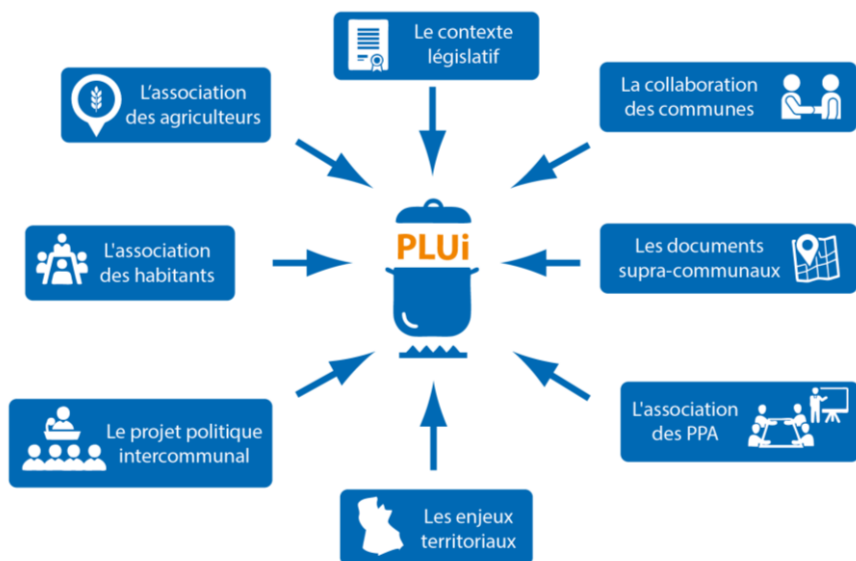 Le contexte
législatif
L'association
des agriculteurs
La collaboration
des communes
PLUi
L'association
des habitants
Les documents
supra-communaux
Le projet politique
intercommunal
L'association
des PPA
Les enjeux
territoriaux